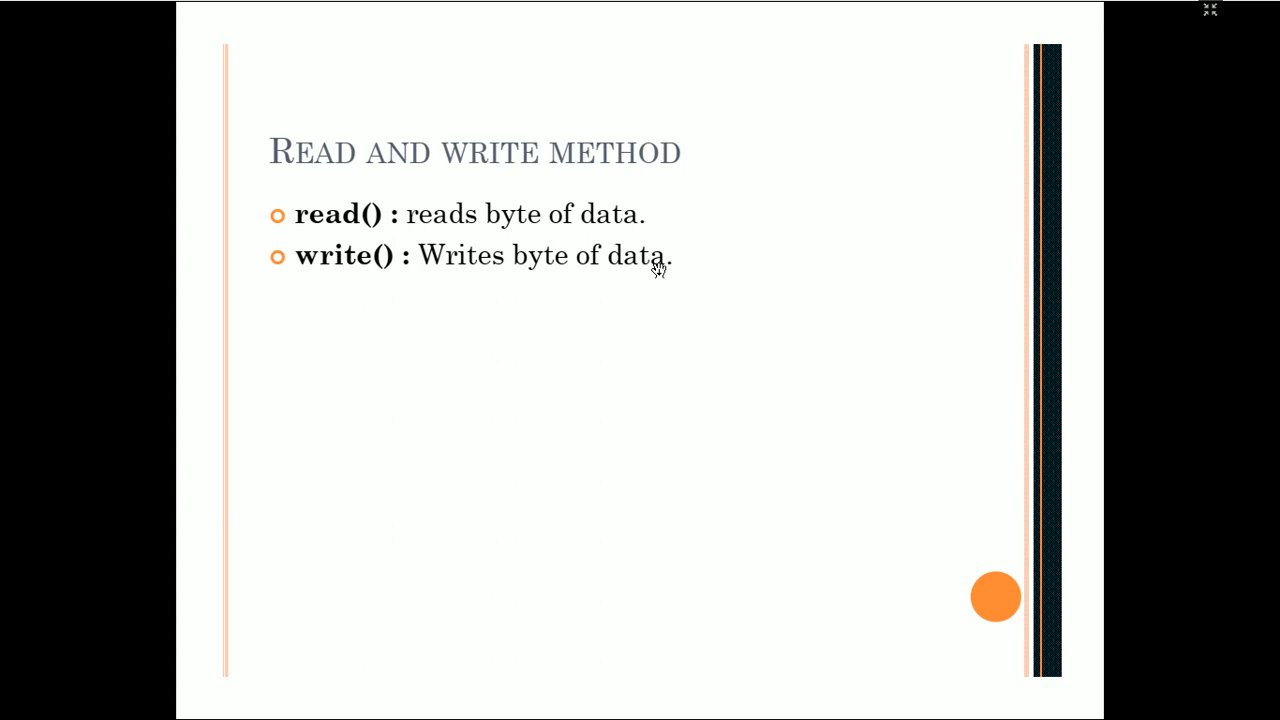 READ AND WRITE METHOD
read() : reads byte of data.
write() : Writes byte of data.